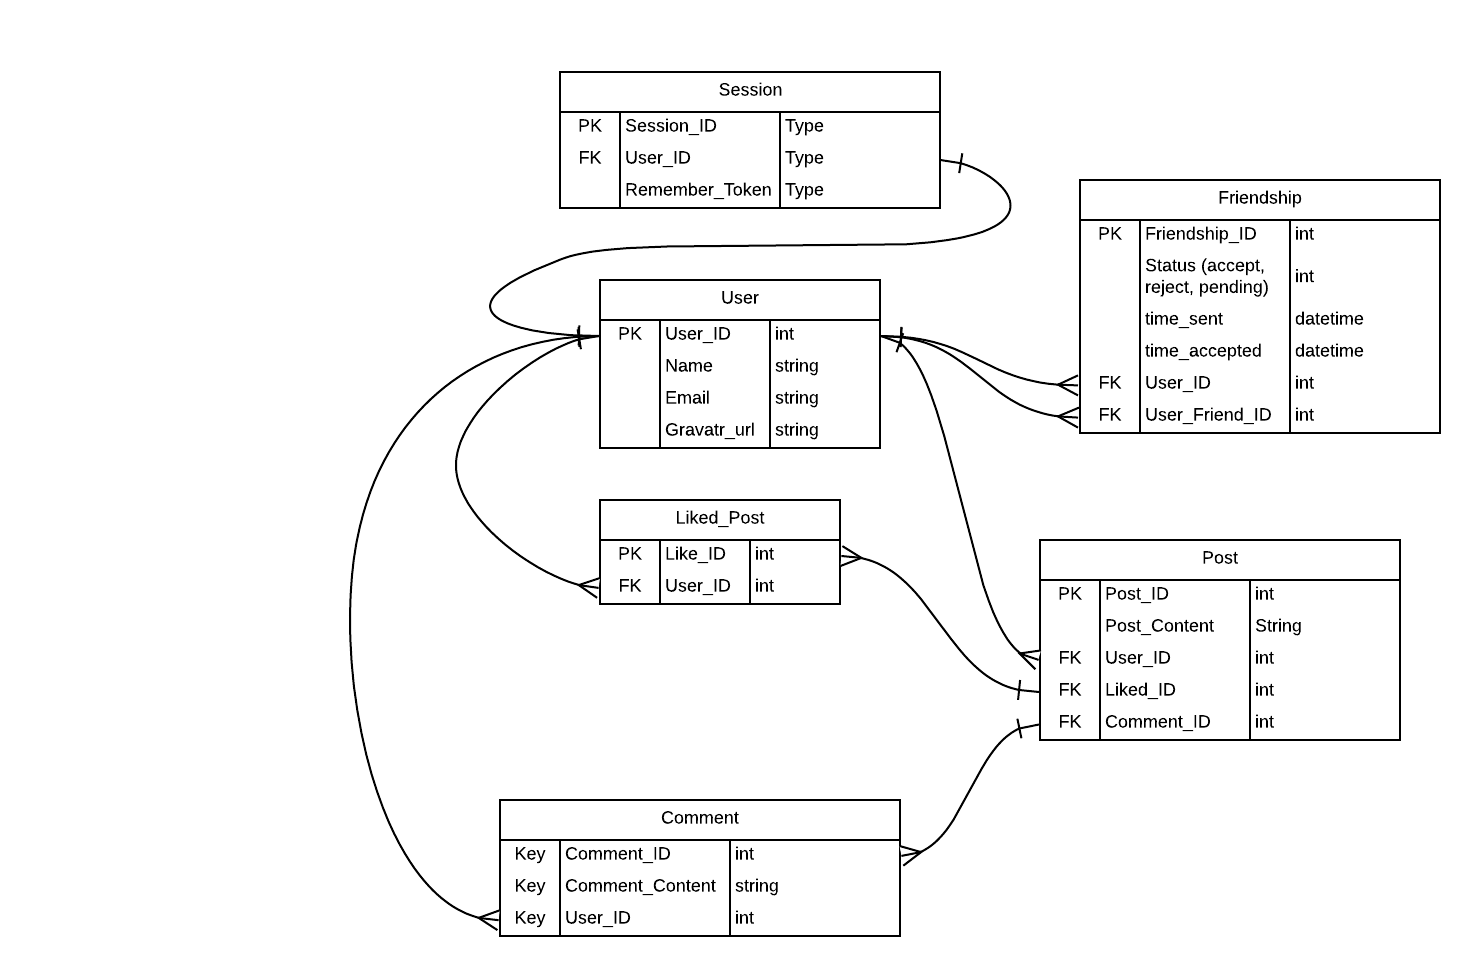 Session
PK Session_ID Type
FK User_ID Type
Remember_Token Type
Friendship
PK Friendship_ID int
Status (accept,
reject, pending) int
time_sent datetime
time_accepted datetime
FK User_ID int
FK User_Friend_ID int
User
PK User_ID int
Name string
Email string
Gravatr_url string
Liked_Post
PK Like_ID int
FK User_ID int
Post
PK Post_ID int
Post_Content String
FK User_ID int
FK Liked_ID int
FK Comment_ID int
Comment
Key Comment_ID int
Key Comment_Content string
Key User_ID int